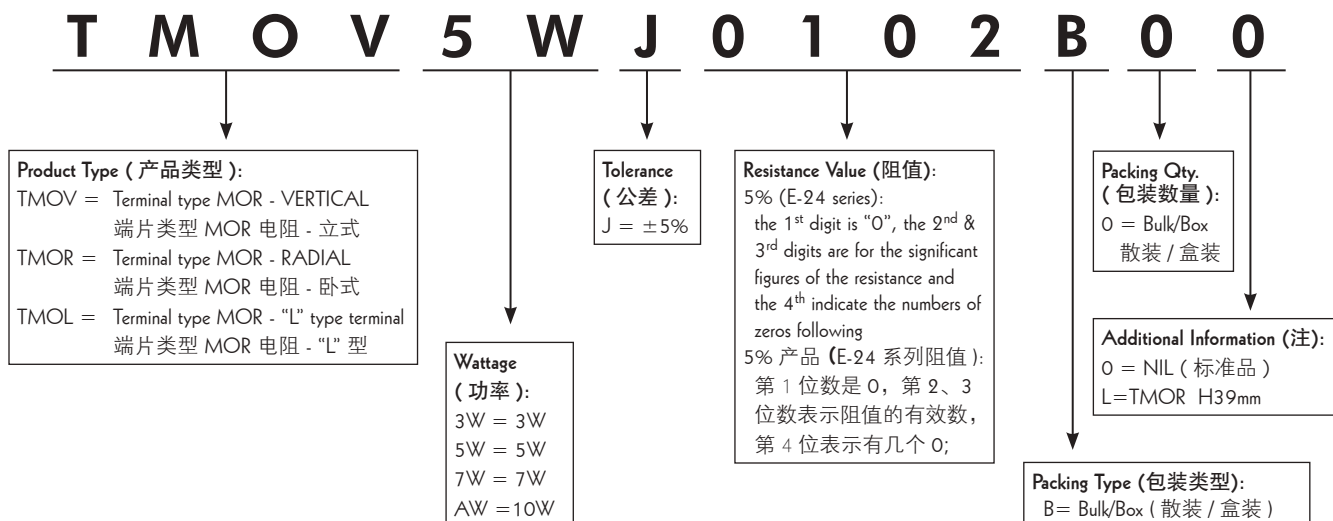 T M O V 5 W J 0 1 0 2 B 0 0
Product Type ( 产品类型 ):
TMOV = Terminal type MOR - VERTICAL
端片类型 MOR 电阻 - 立式
TMOR = Terminal type MOR - RADIAL
端片类型 MOR 电阻 - 卧式
TMOL = Terminal type MOR - “L” type terminal
端片类型 MOR 电阻 - “L” 型
Wattage
( 功率 ):
3W = 3W
5W = 5W
7W = 7W
AW =10W
Tolerance
( 公差 ):
J = ±5%
Resistance Value (阻值):
5% (E-24 series):
the 1st digit is “0”, the 2nd &
3rd digits are for the significant
figures of the resistance and
the 4th indicate the numbers of
zeros following
5% 产品 (E-24 系列阻值 ):
第 1 位数是 0，第 2、3
位数表示阻值的有效数，
第 4 位表示有几个 0;
Packing Qty.
( 包装数量 ):
0 = Bulk/Box
散装 / 盒装
Additional Information (注):
0 = NIL ( 标准品 )
L=TMOR H39mm
Packing Type (包装类型):
B= Bulk/Box ( 散装 / 盒装 )